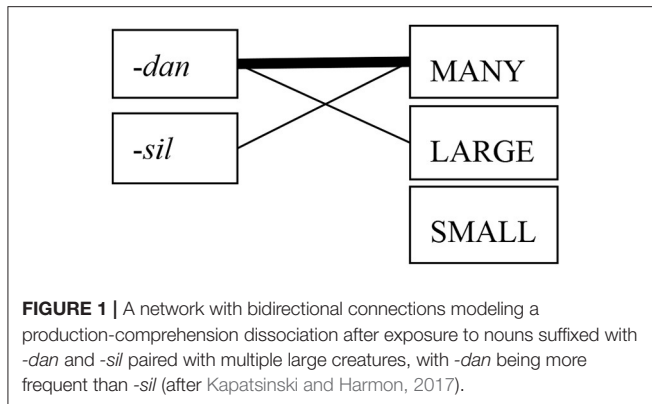 -dan
MANY
-sil
LARGE
SMALL
FIGURE 1 | A network with bidirectional connections modeling a
production-comprehension dissociation after exposure to nouns suffixed with
-dan and -sil paired with multiple large creatures, with -dan being more
frequent than -sil (after Kapatsinski and Harmon, 2017).